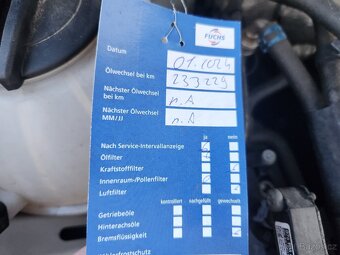 FUCHS
Datum 01.2024
Ölwechsel bei km 233229
Nächster Ölwechsel bei km n.A
Nächster Ölwechsel MM/JJ n.A
ja nein
Nach Service-Intervallanzeige
Ölfilter
Kraftstofffilter
Innenraum-/Pollenfilter
Luftfilter
kontrolliert nachgefüllt gewechselt
Getriebeöle
Hinterachsöle
Bremsflüssigkeit